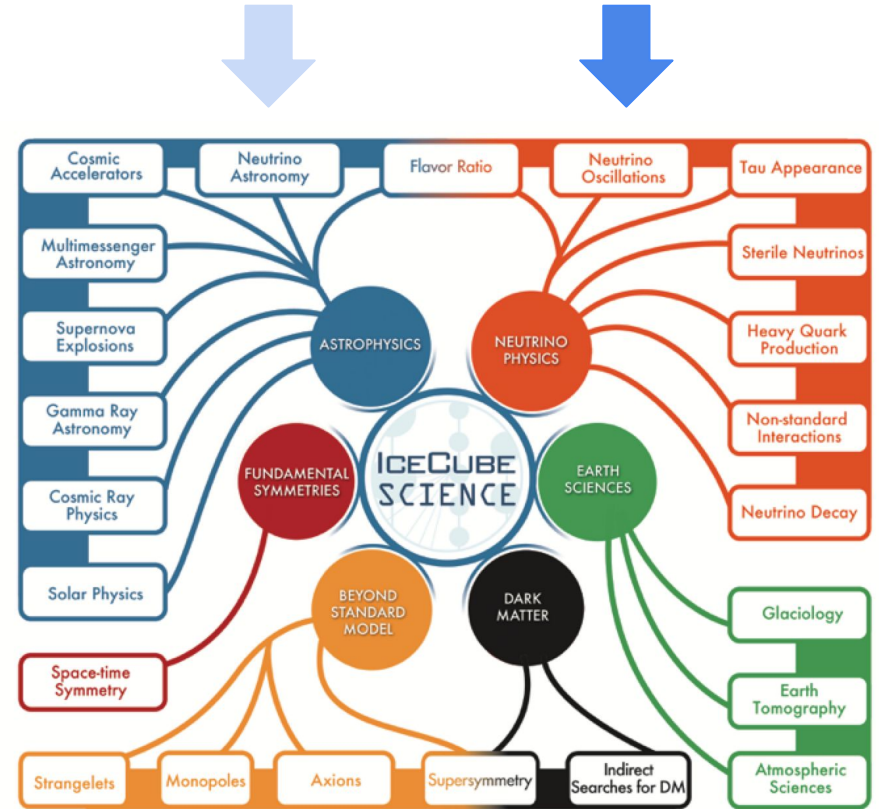 Cosmic
Accelerators
Neutrino
Astronomy
Flavor Ratio
Neutrino
Oscillations
Tau Appearance
Multimessenger
Astronomy
Sterile Neutrinos
Supernova
Explosions
ASTROPHYSICS
NEUTRINO
PHYSICS
Heavy Quark
Production
Gamma Ray
Astronomy
Non-standard
Interactions
FUNDAMENTAL
SYMMETRIES
ICECUBE
SCIENCE
EARTH
SCIENCES
Cosmic Ray
Physics
Neutrino Decay
Solar Physics
BEYOND
STANDARD
MODEL
DARK
MATTER
Glaciology
Space-time
Symmetry
Earth
Tomography
Strangelets
Monopoles
Axions
Supersymmetry
Indirect
Searches for DM
Atmospheric
Sciences